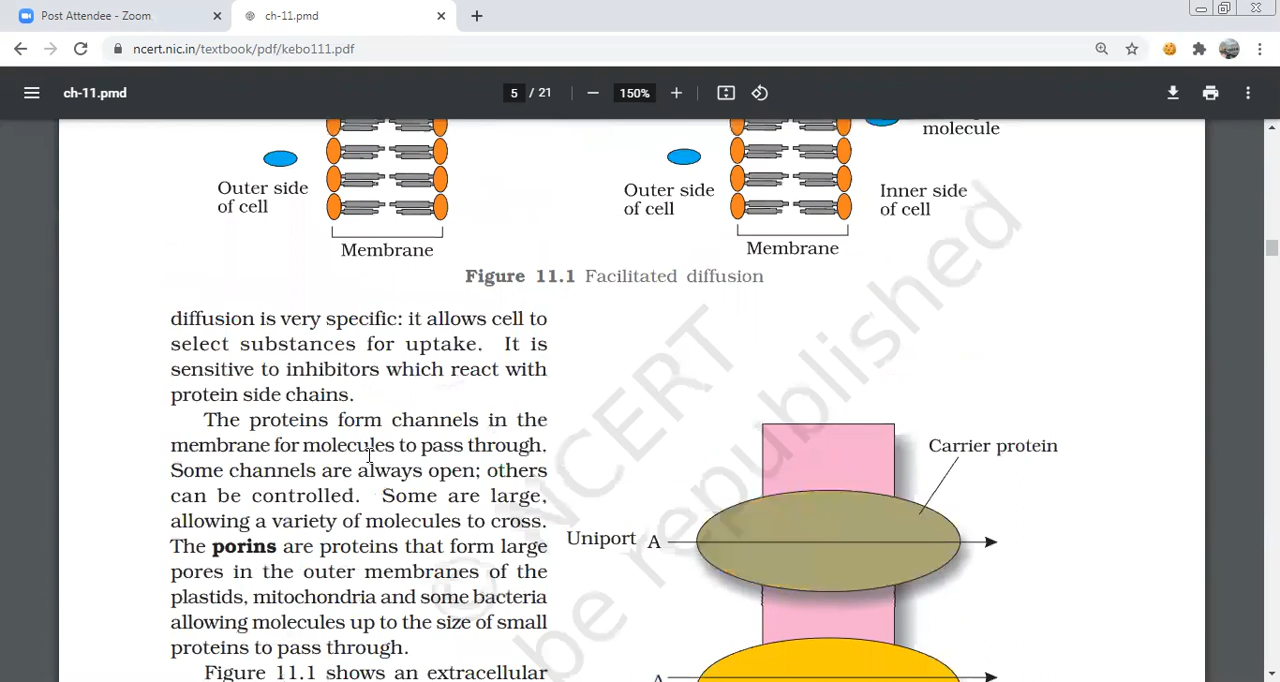 Post Attendee - Zoom
ch-11.pmd
ncert.nic.in/textbook/pdf/kebo111.pdf
ch-11.pmd
5 / 21
150%
molecule
Outer side
of cell
Membrane
Outer side
of cell
Inner side
of cell
Membrane
Figure 11.1 Facilitated diffusion
diffusion is very specific: it allows cell to
select substances for uptake. It is
sensitive to inhibitors which react with
protein side chains.
The proteins form channels in the
membrane for molecules to pass through.
Some channels are always open; others
can be controlled. Some are large,
allowing a variety of molecules to cross.
The porins are proteins that form large
pores in the outer membranes of the
plastids, mitochondria and some bacteria
allowing molecules up to the size of small
proteins to pass through.
Figure 11.1 shows an extracellular
Carrier protein
Uniport A
A
© NCERT
be republished